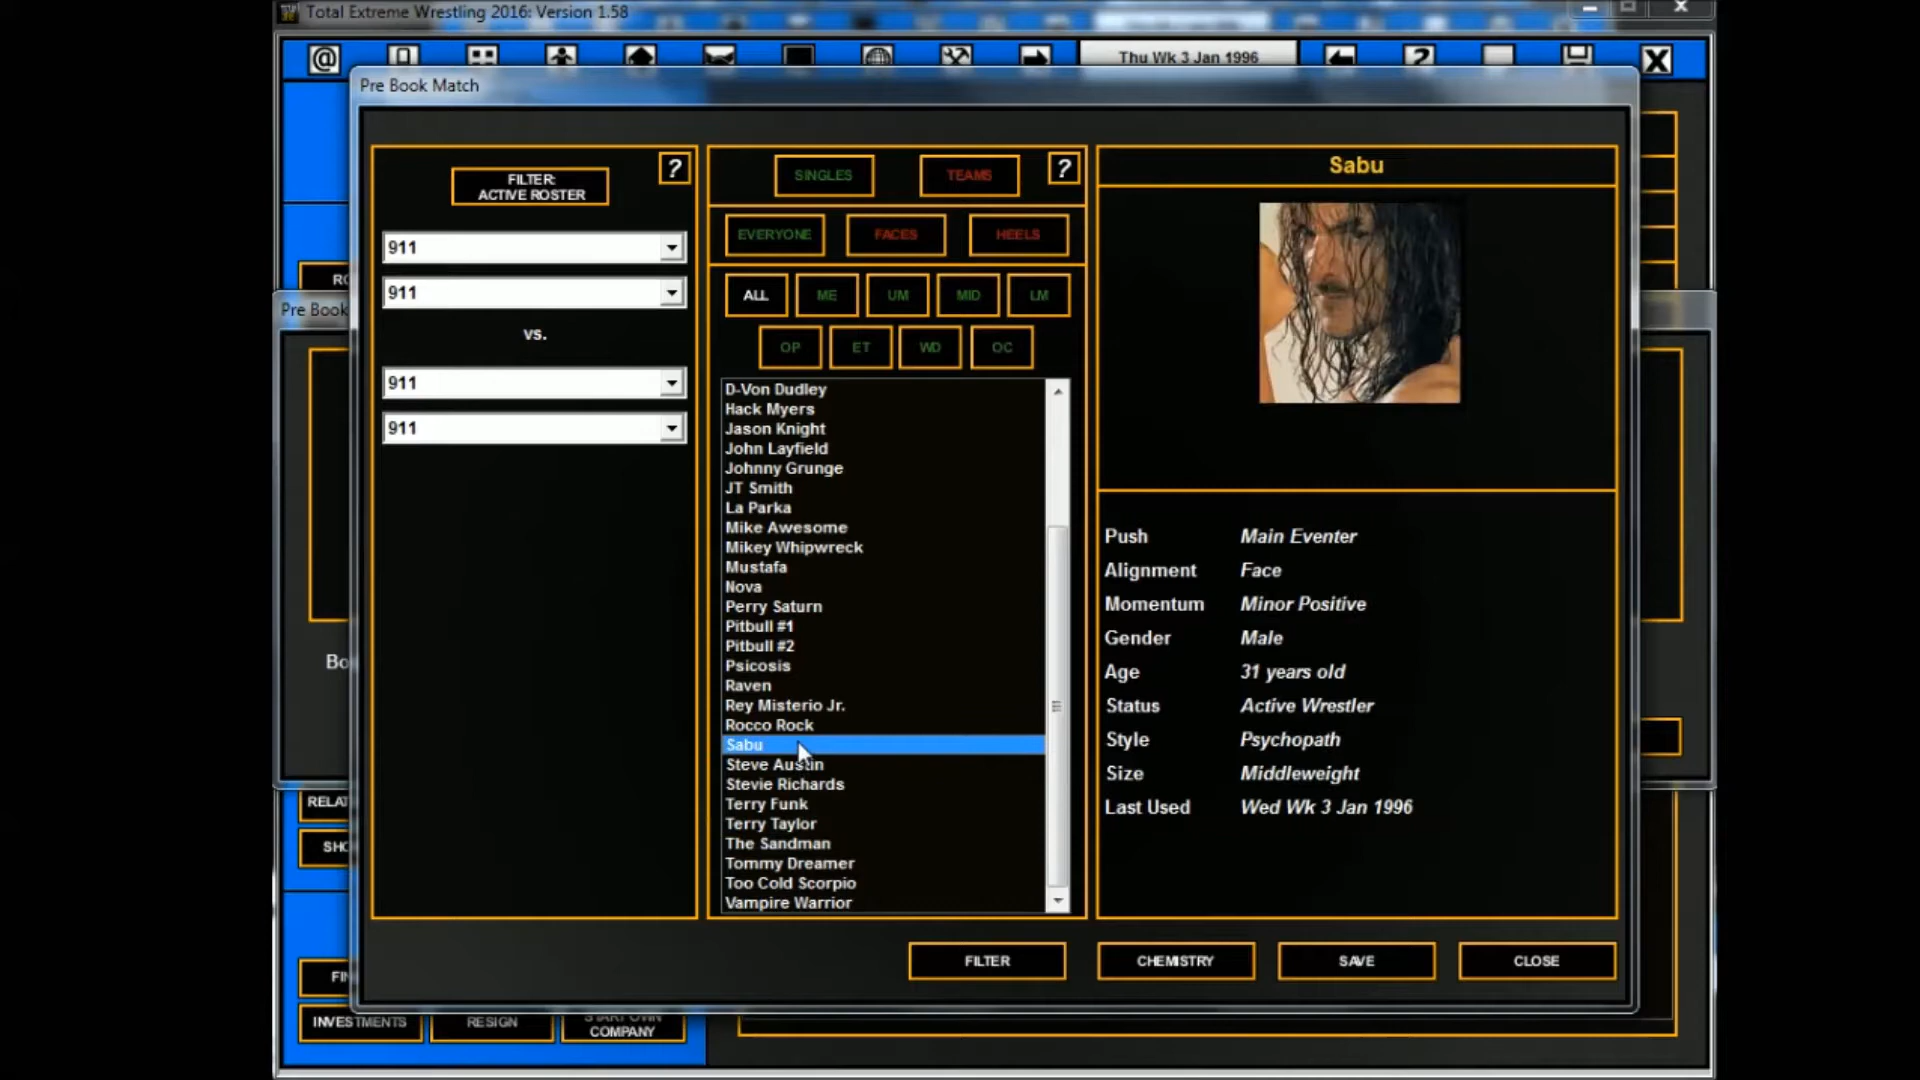 Total Extreme Wrestling 2016: Version 1.58
@
Thu Wk 3 Jan 1996
?
X
Pre Book Match
FILTER:
ACTIVE ROSTER
?
911
911
vs.
911
911
SINGLES
TEAMS
?
EVERYONE
FACES
HEELS
ALL
ME
UM
MID
LM
OP
ET
WD
OC
D-Von Dudley
Hack Myers
Jason Knight
John Layfield
Johnny Grunge
JT Smith
La Parka
Mike Awesome
Mikey Whipwreck
Mustafa
Nova
Perry Saturn
Pitbull #1
Pitbull #2
Psicosis
Raven
Rey Misterio Jr.
Rocco Rock
Sabu
Steve Austin
Stevie Richards
Terry Funk
Terry Taylor
The Sandman
Tommy Dreamer
Too Cold Scorpio
Vampire Warrior
Sabu
Push Main Eventer
Alignment Face
Momentum Minor Positive
Gender Male
Age 31 years old
Status Active Wrestler
Style Psychopath
Size Middleweight
Last Used Wed Wk 3 Jan 1996
FILTER
CHEMISTRY
SAVE
CLOSE
Pre Book
INVESTMENTS
RESIGN
START OWN
COMPANY